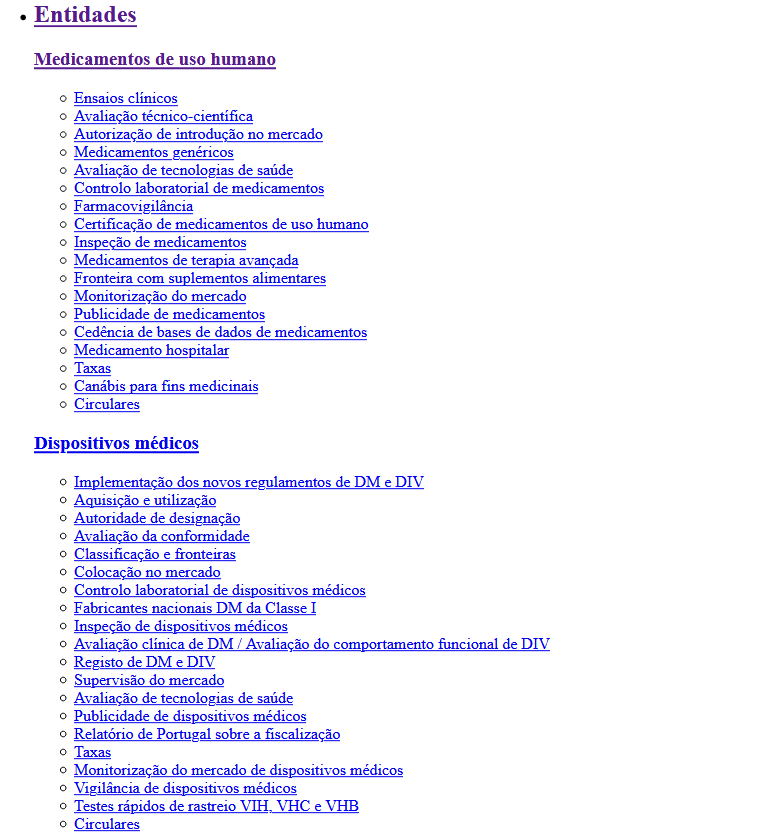 Entidades
Medicamentos de uso humano
Ensaios clínicos
Avaliação técnico-científica
Autorização de introdução no mercado
Medicamentos genéricos
Avaliação de tecnologias de saúde
Controlo laboratorial de medicamentos
Farmacovigilância
Certificação de medicamentos de uso humano
Inspeção de medicamentos
Medicamentos de terapia avançada
Fronteira com suplementos alimentares
Monitorização do mercado
Publicidade de medicamentos
Cedência de bases de dados de medicamentos
Medicamento hospitalar
Taxas
Canábis para fins medicinais
Circulares
Dispositivos médicos
Implementação dos novos regulamentos de DM e DIV
Aquisição e utilização
Autoridade de designação
Avaliação da conformidade
Classificação e fronteiras
Colocação no mercado
Controlo laboratorial de dispositivos médicos
Fabricantes nacionais DM da Classe I
Inspeção de dispositivos médicos
Avaliação clínica de DM / Avaliação do comportamento funcional de DIV
Registo de DM e DIV
Supervisão do mercado
Avaliação de tecnologias de saúde
Publicidade de dispositivos médicos
Relatório de Portugal sobre a fiscalização
Taxas
Monitorização do mercado de dispositivos médicos
Vigilância de dispositivos médicos
Testes rápidos de rastreio VIH, VHC e VHB
Circulares